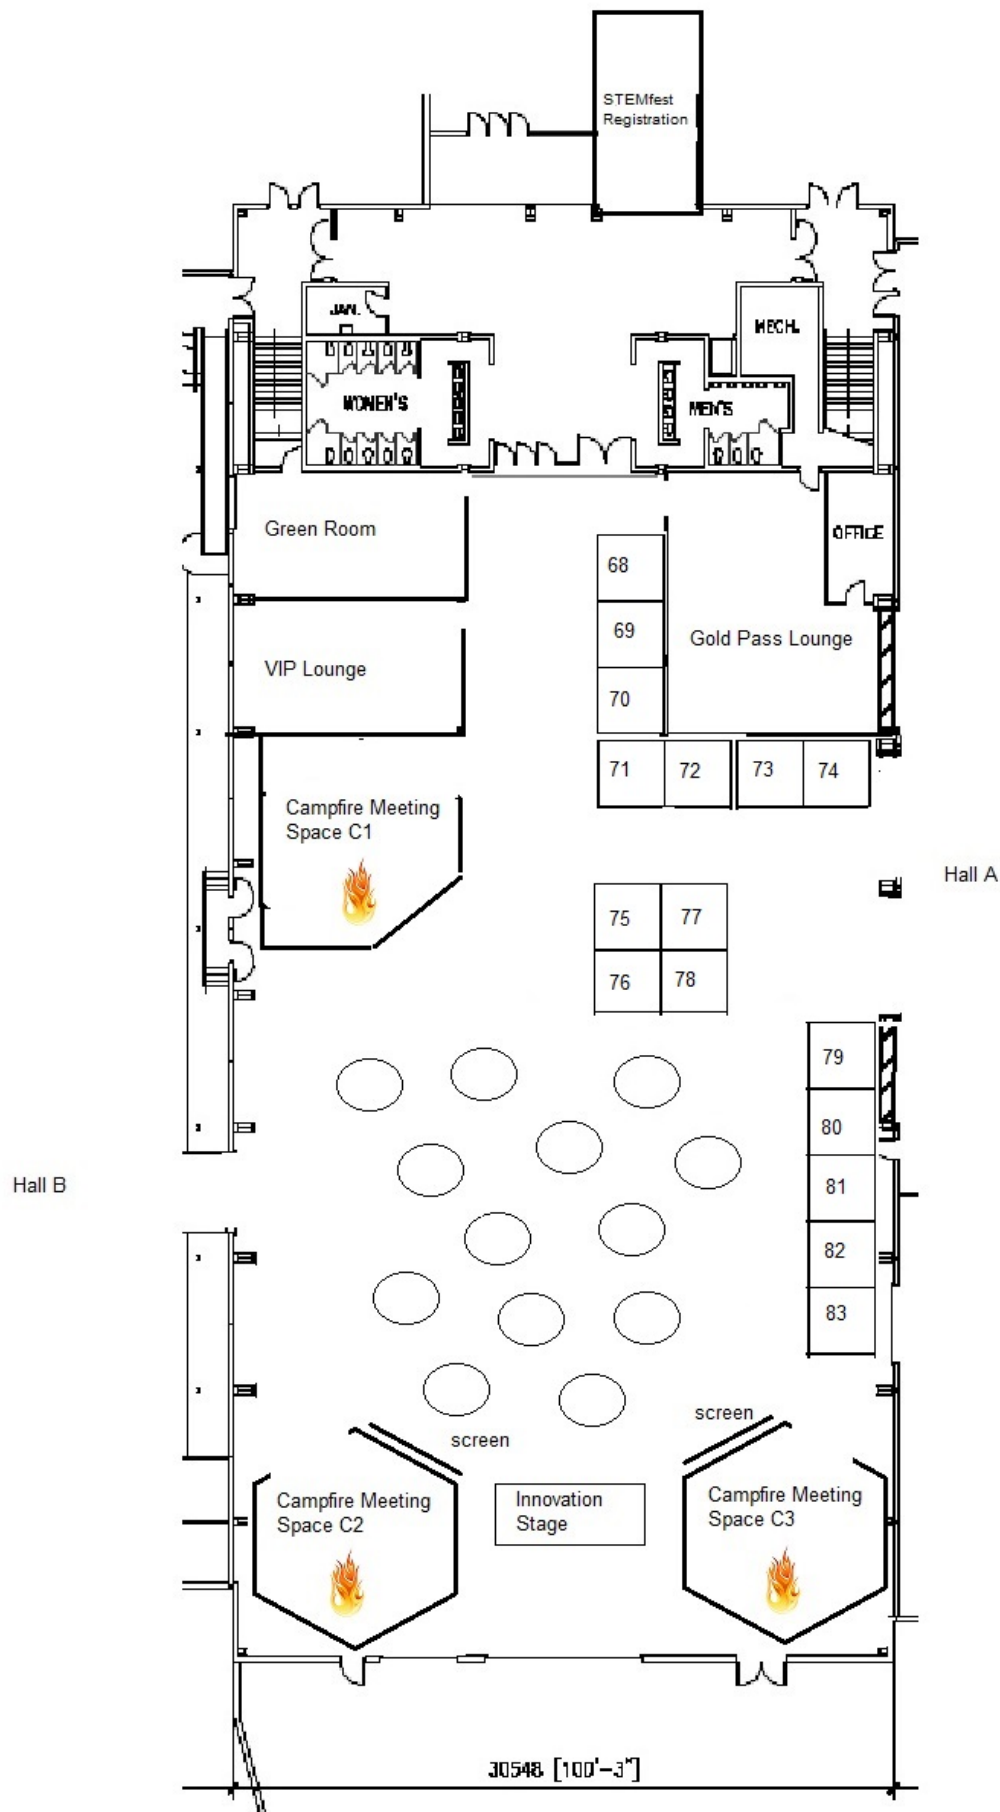 STEMfest
Registration
JAN.
MECH.
WOMEN'S
MEN'S
Green Room
OFFICE
68
69
Gold Pass Lounge
VIP Lounge
70
71
72
73
74
Campfire Meeting
Space C1
Hall A
75
77
76
78
79
80
Hall B
81
82
83
screen
screen
Campfire Meeting
Space C2
Innovation
Stage
Campfire Meeting
Space C3
30548 [100'-3"]